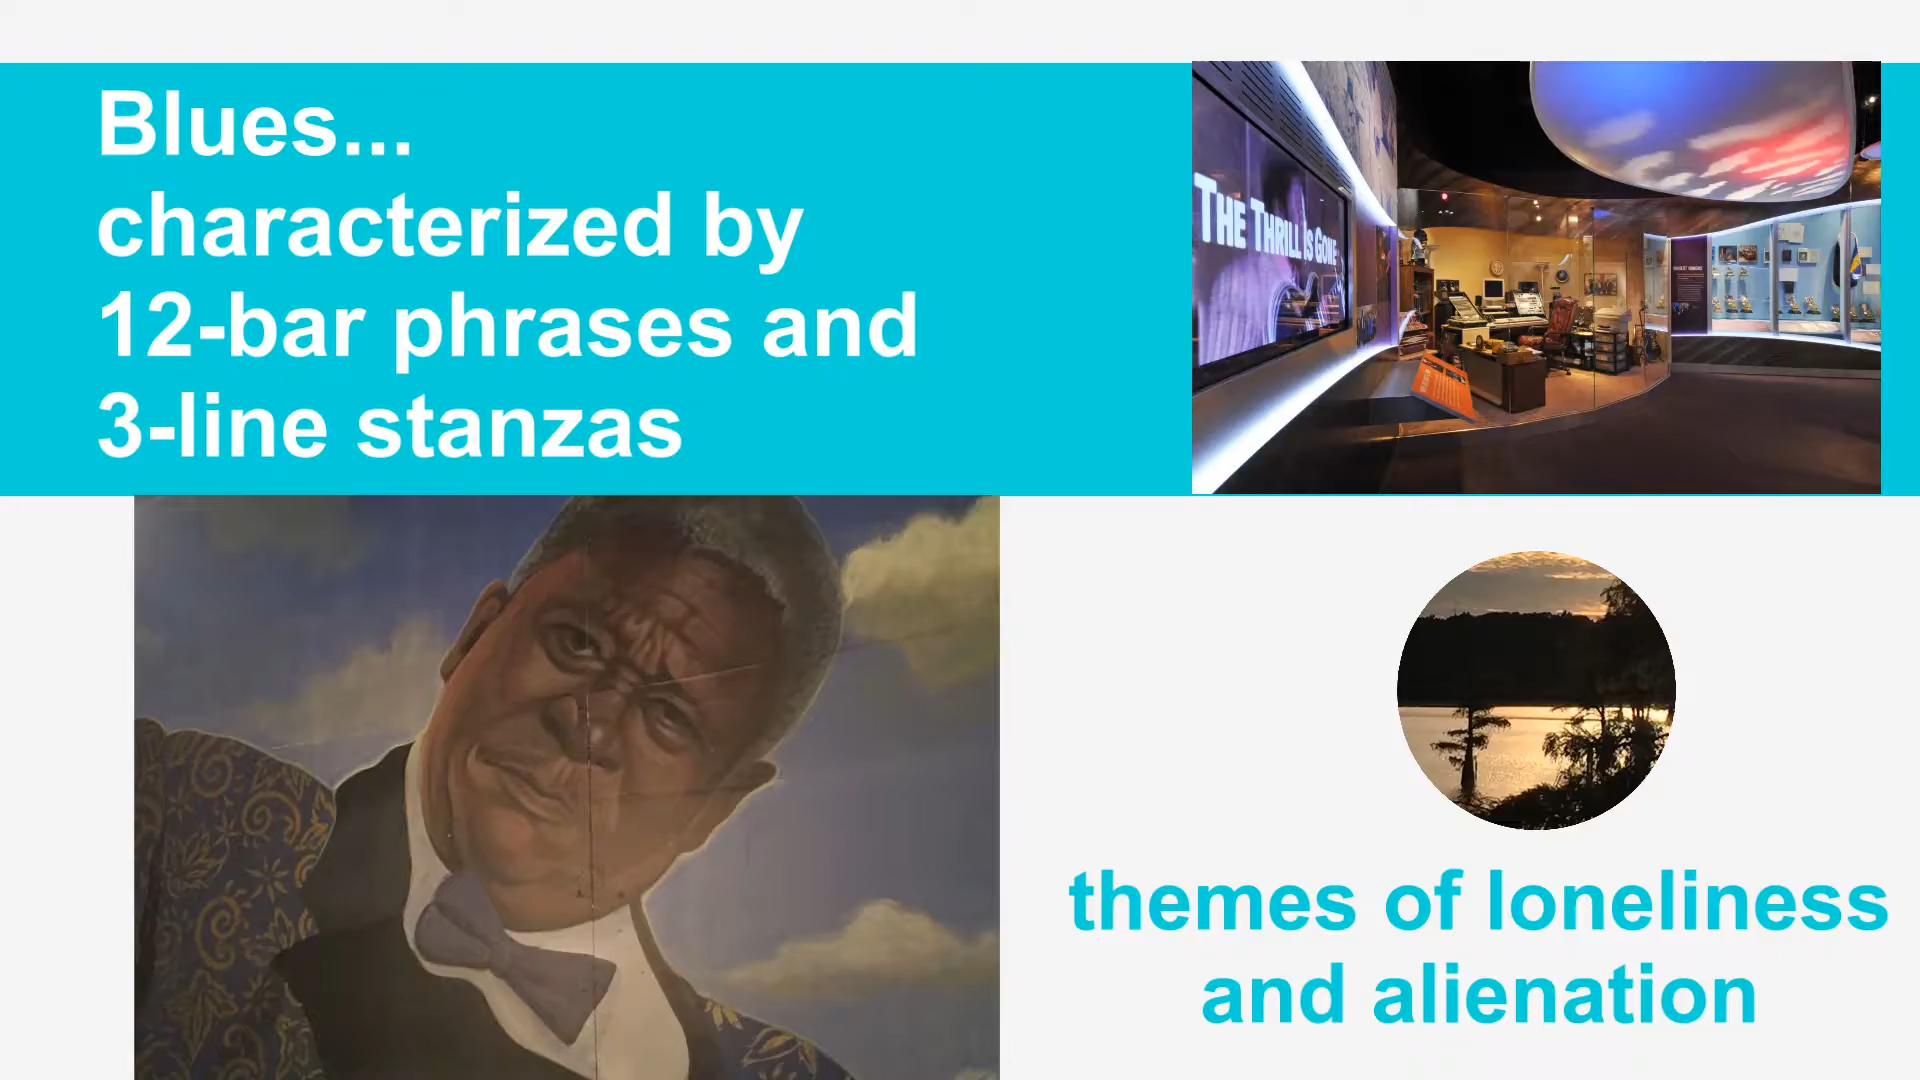 Blues...
characterized by
12-bar phrases and
3-line stanzas
THE THRILL IS GONE
themes of loneliness
and alienation